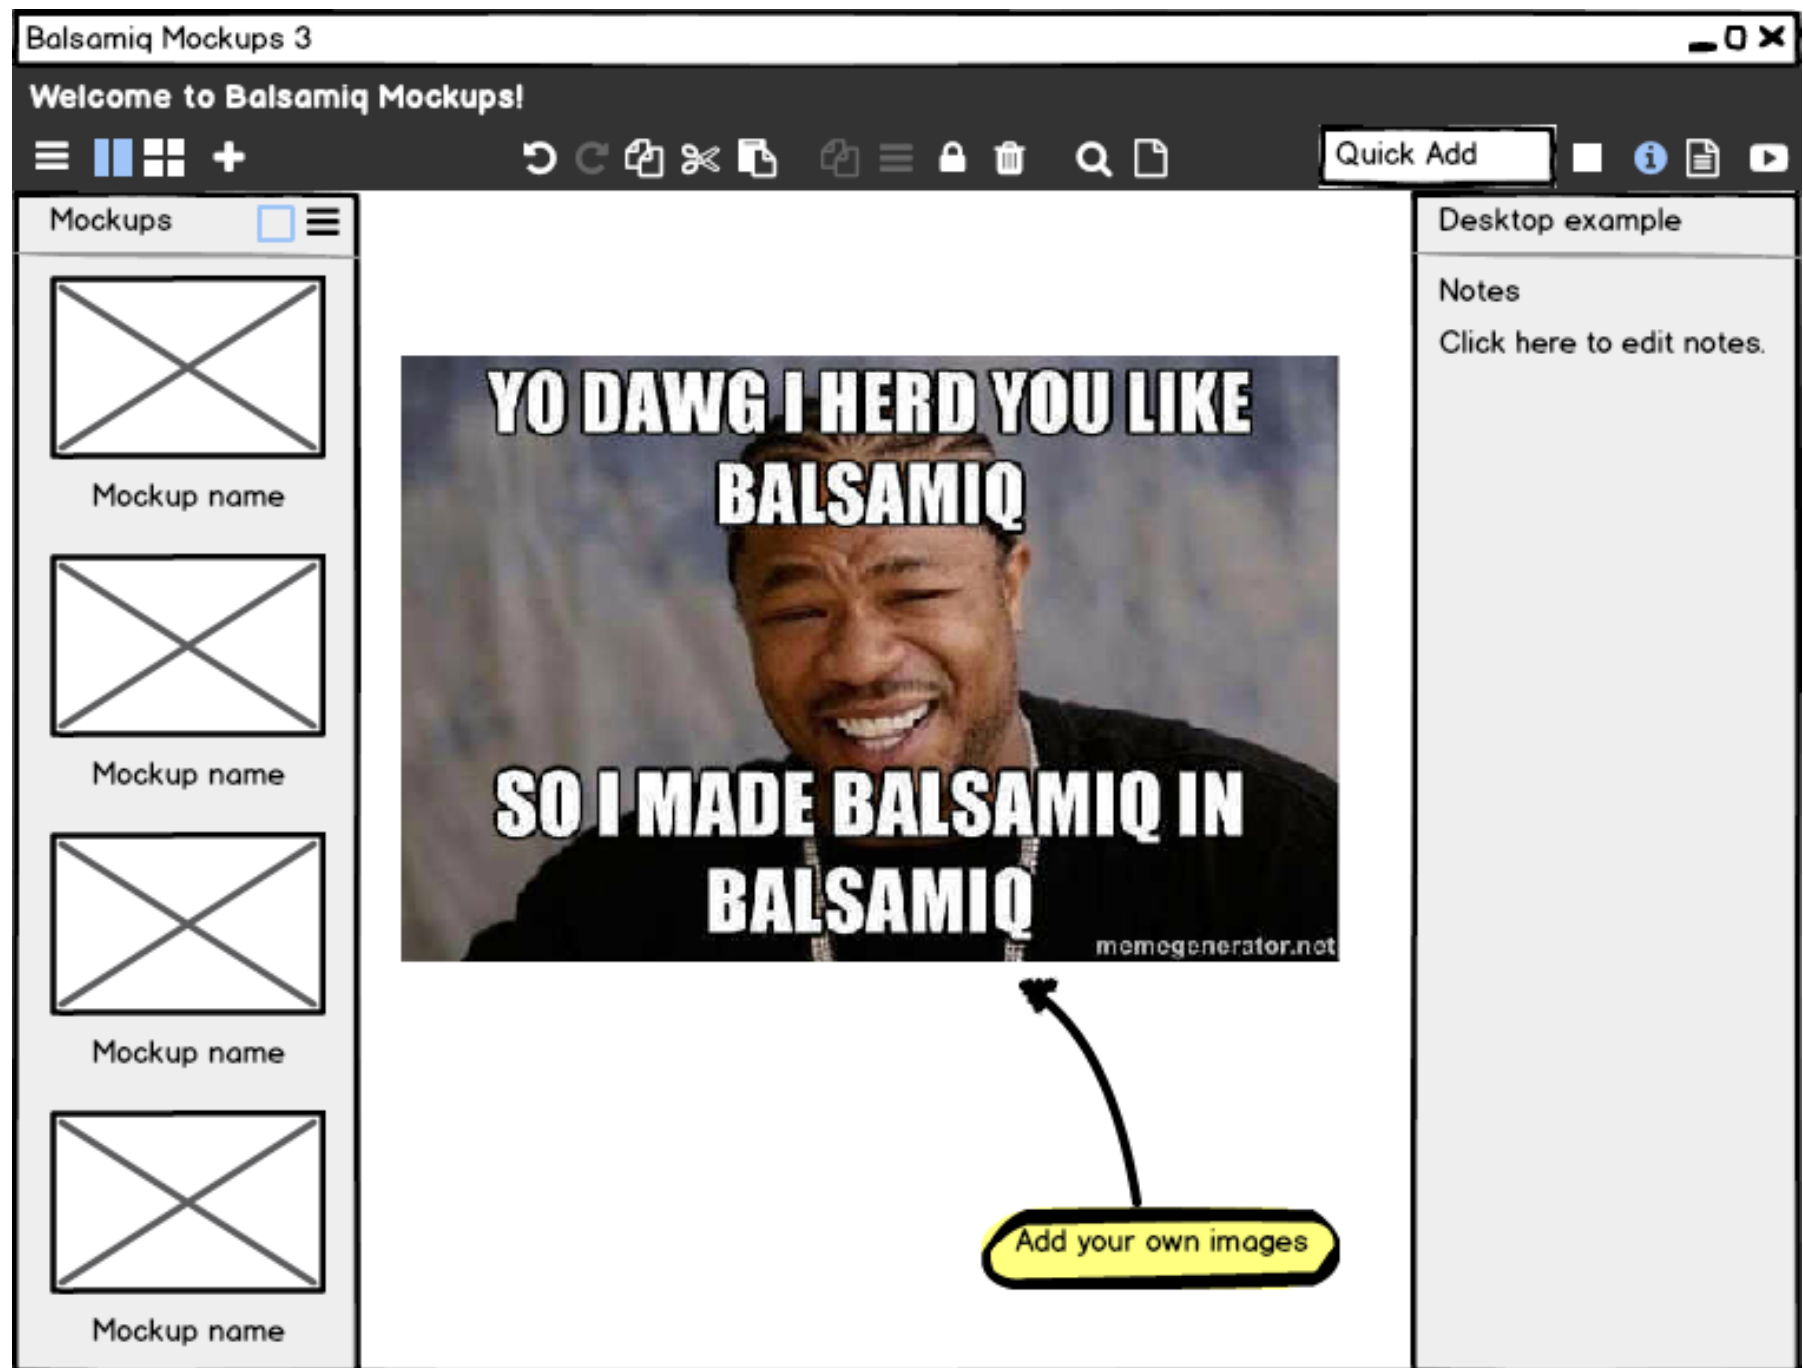 Balsamiq Mockups 3
Welcome to Balsamiq Mockups!
Quick Add
Mockups
Mockup name
Mockup name
Mockup name
Mockup name
YO DAWG I HERD YOU LIKE
BALSAMIQ
SO I MADE BALSAMIQ IN
BALSAMIQ
memegenerator.net
Add your own images
Desktop example
Notes
Click here to edit notes.